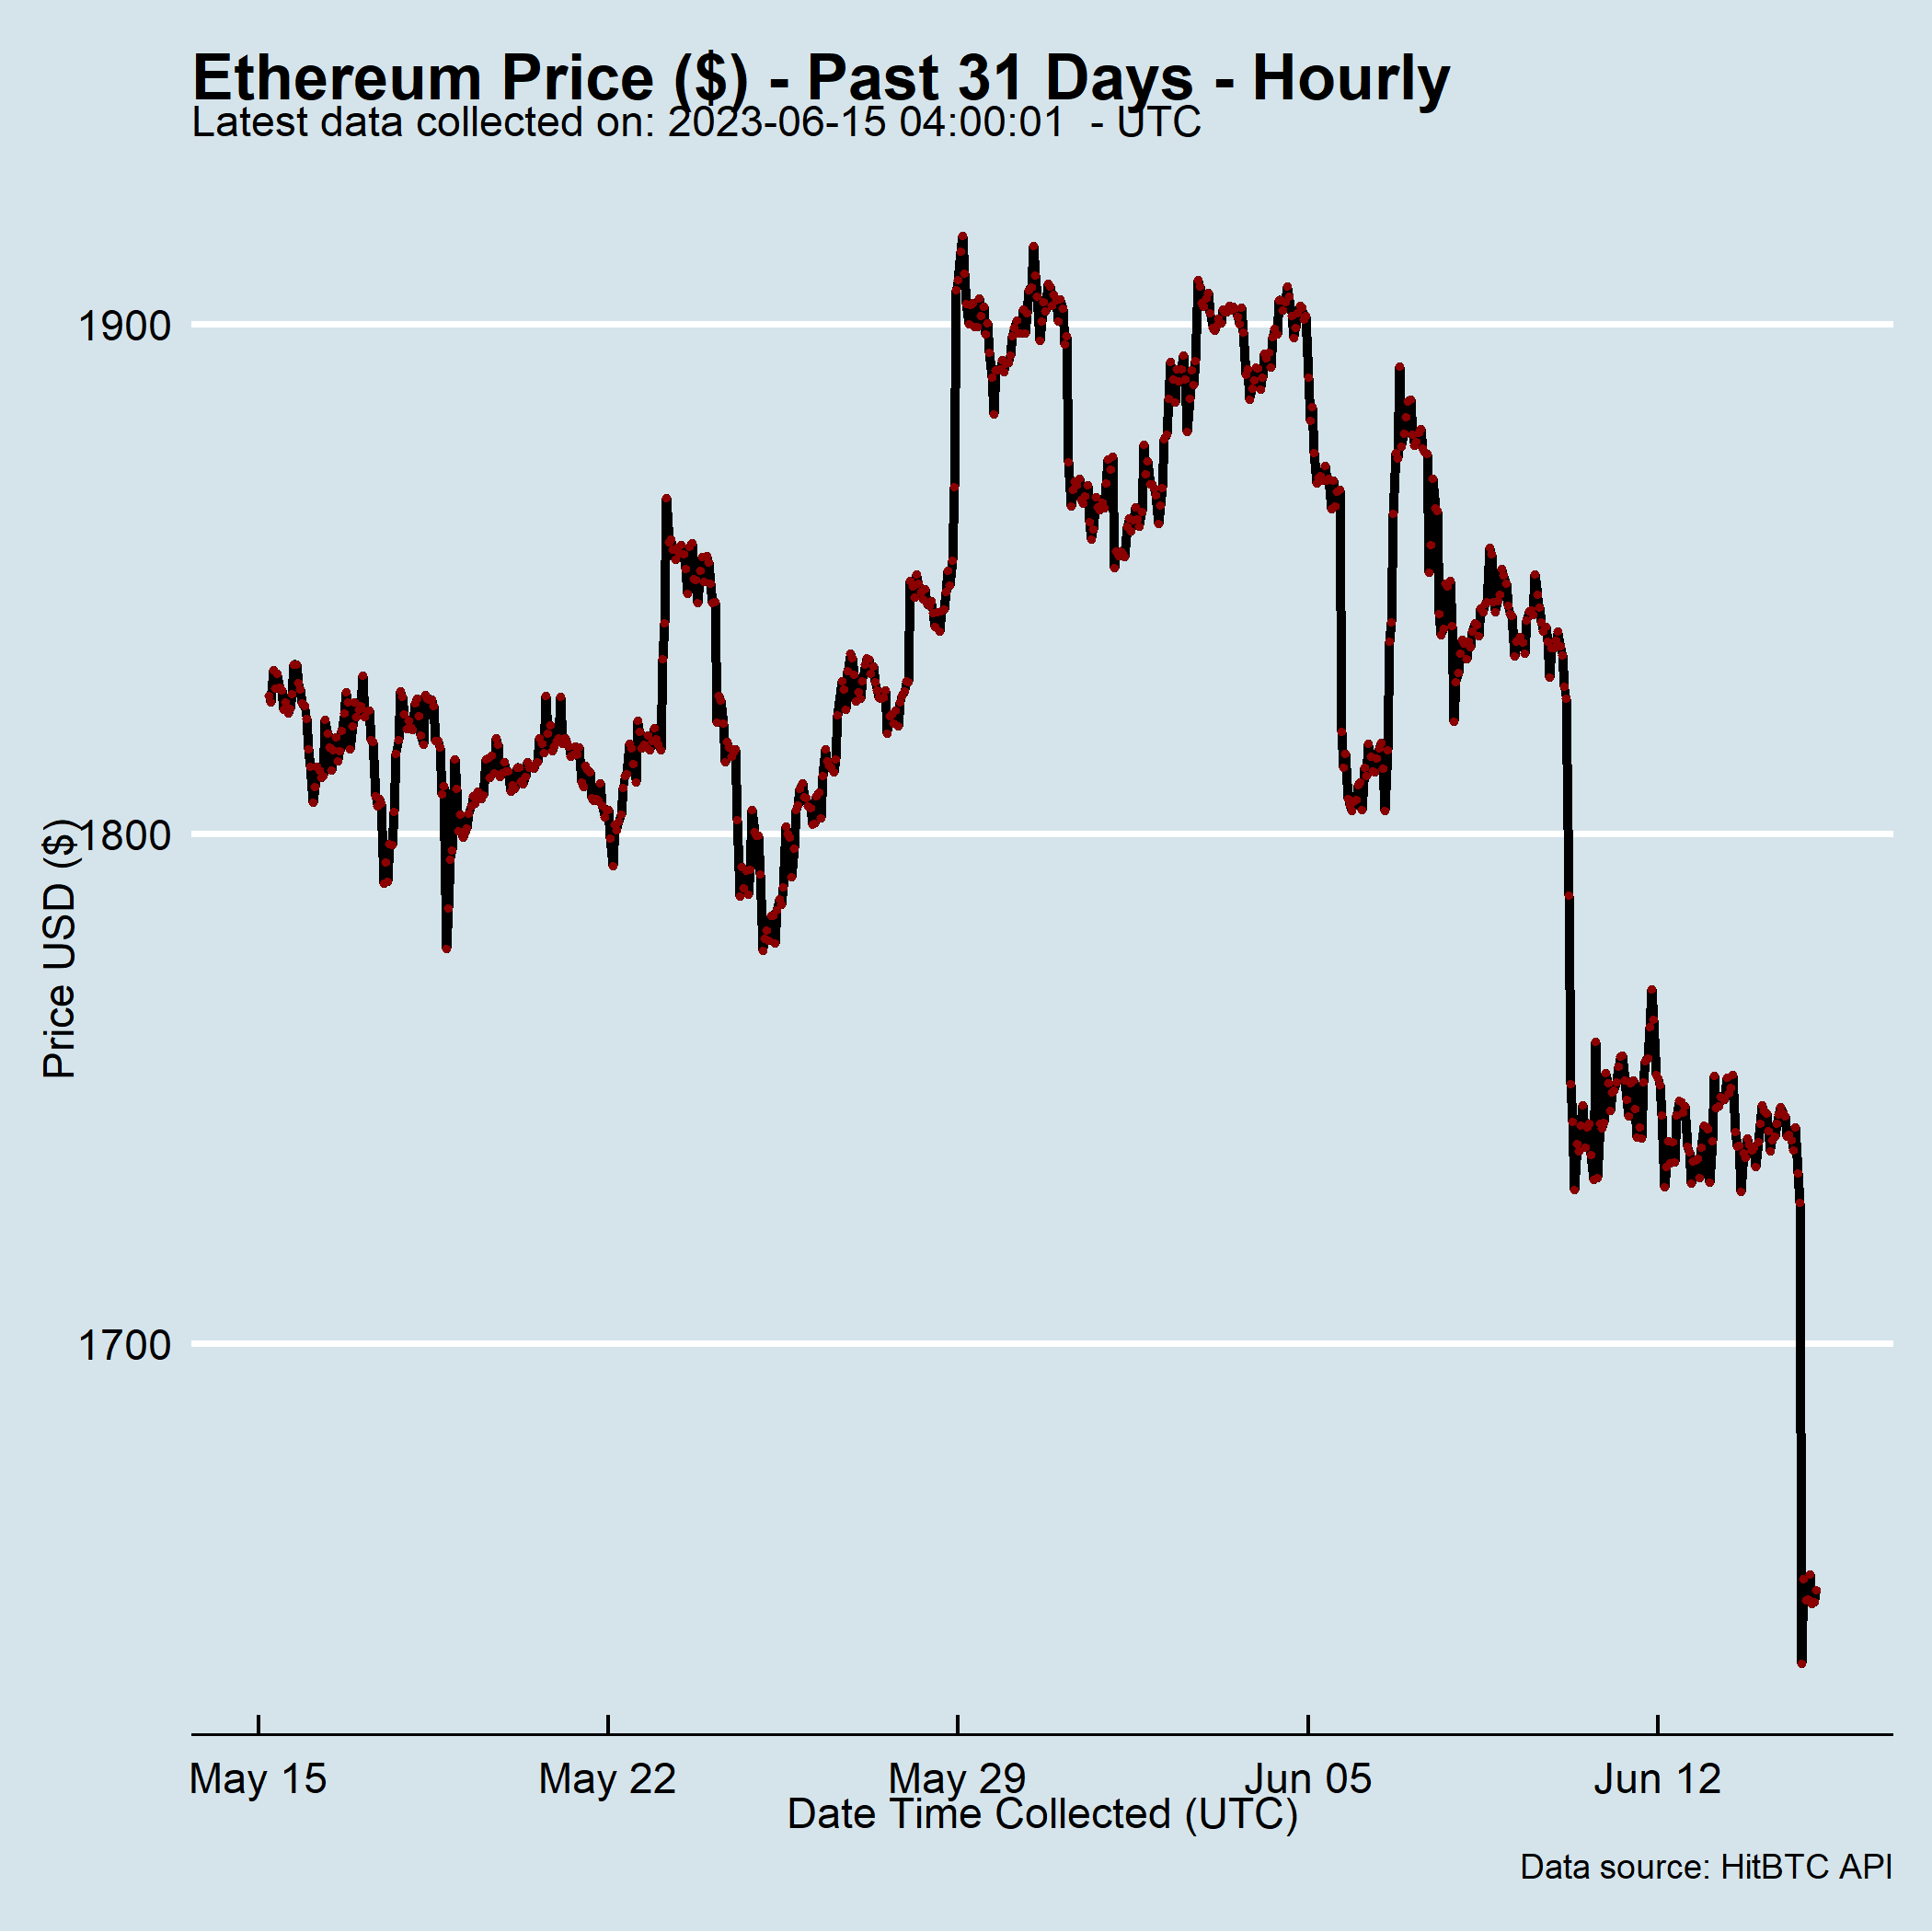 Ethereum Price ($) - Past 31 Days - Hourly
Latest data collected on: 2023-06-15 04:00:01  - UTC
1900
1800
1700
Price USD ($)
May 15
May 22
May 29
Jun 05
Jun 12
Date Time Collected (UTC)
Data source: HitBTC API